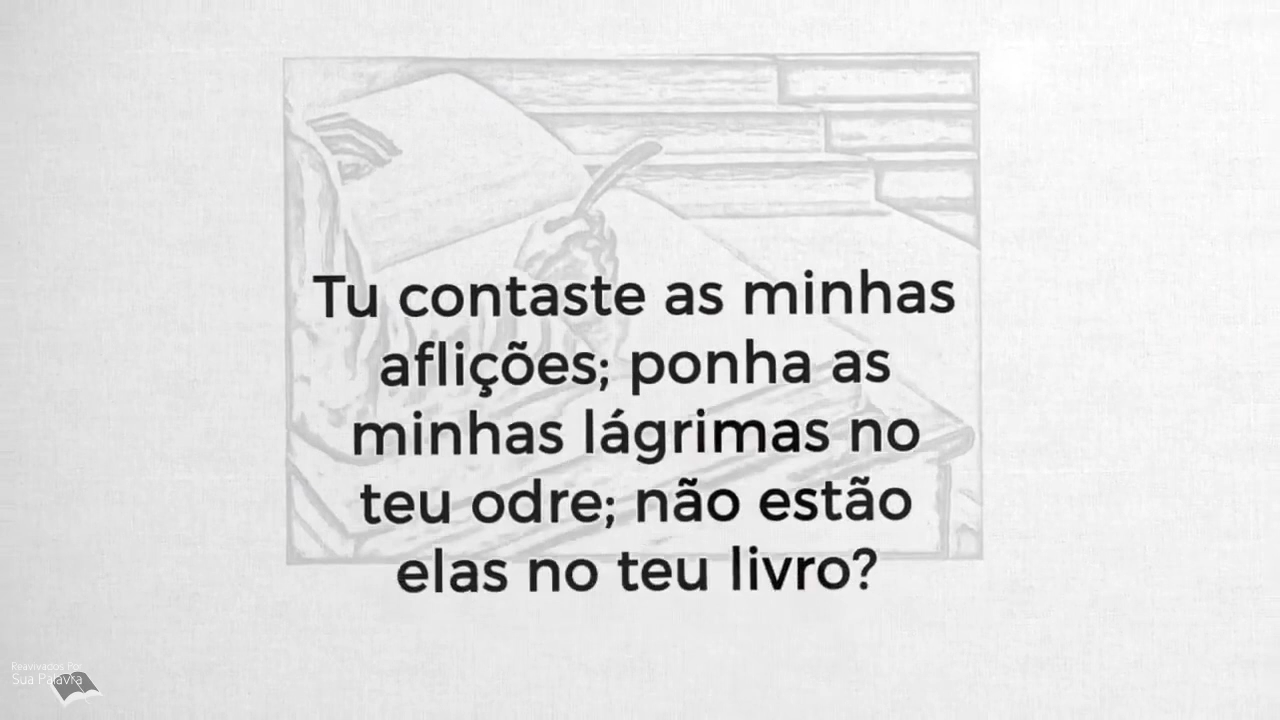 Tu contaste as minhas
aflições; ponha as
minhas lágrimas no
teu odre; não estão
elas no teu livro?
Reavivados Por
Sua Palavra